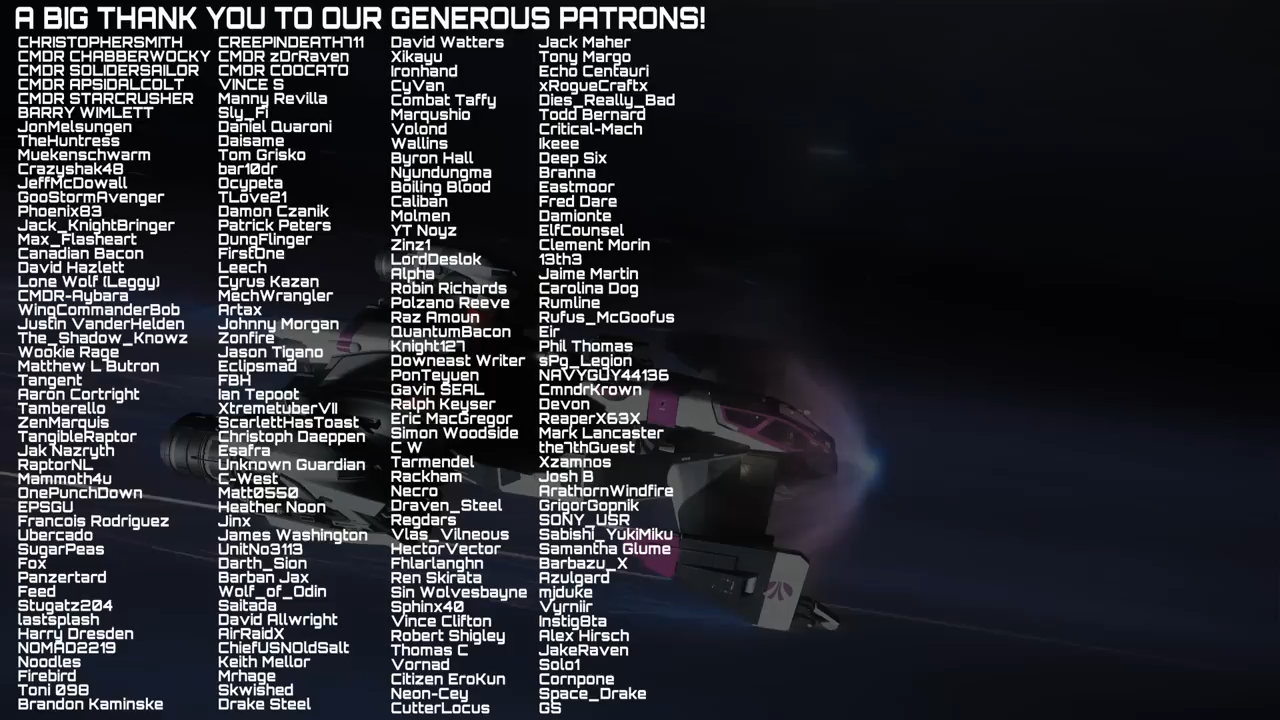 A BIG THANK YOU TO OUR GENEROUS PATRONS!
CHRISTOPHERSMITH
CMDR CHABBERWOCKY
CMDR SOLIDERSAILOR
CMDR APSIDALCOLT
CMDR STARCRUSHER
BARRY WIMLETT
JonMelsungen
TheHuntress
Muekenschwarm
Crazyshak48
JeffMcDowall
GooStormAvenger
Phoenix83
Jack_KnightBringer
Max_Flasheart
Canadian Bacon
David Hazlett
Lone Wolf (Leggy)
CMDR-Aybara
WingCommanderBob
Justin VanderHelden
The_Shadow_Knowz
Wookie Rage
Matthew L Butron
Tangent
Aaron Cortright
Tamberello
ZenMarquis
TangibleRaptor
Jak Nazryth
RaptorNL
Mammoth4u
OnePunchDown
EPSGU
Francois Rodriguez
Ubercado
SugarPeas
Fox
Panzertard
Feed
Stugatz204
lastsplash
Harry Dresden
NOMAD2219
Noodles
Firebird
Toni 098
Brandon Kaminske
CREEPINDEATH711
CMDR zDrRaven
CMDR COOCATO
VINCE S
Manny Revilla
Sly_Fi
Daniel Quaroni
Daisame
Tom Grisko
bar10dr
Ocypeta
TLove21
Damon Czanik
Patrick Peters
DungFlinger
FirstOne
Leech
Cyrus Kazan
MechWrangler
Artax
Johnny Morgan
Zonfire
Jason Tigano
Eclipsmad
FBH
Ian Tepoot
XtremetuberVII
ScarlettHasToast
Christoph Daeppen
Esafra
Unknown Guardian
C-West
Matt0550
Heather Noon
Jinx
James Washington
UnitNo3113
Darth_Sion
Barban Jax
Wolf_of_Odin
Saitada
David Allwright
AirRaidX
ChiefUSNOldSalt
Keith Mellor
Mrhage
Skwished
Drake Steel
David Watters
Xikayu
Ironhand
CyVan
Combat Taffy
Marqushio
Volond
Wallins
Byron Hall
Nyundungma
Boiling Blood
Caliban
Molmen
YT Noyz
Zinz1
LordDeslok
Alpha
Robin Richards
Polzano Reeve
Raz Amoun
QuantumBacon
Knight127
Downeast Writer
PonTeyuen
Gavin SEAL
Ralph Keyser
Eric MacGregor
Simon Woodside
C W
Tarmendel
Rackham
Necro
Draven_Steel
Regdars
Vlas_Vilneous
HectorVector
Fhlarlanghn
Ren Skirata
Sin Wolvesbayne
Sphinx40
Vince Clifton
Robert Shigley
Thomas C
Vornad
Citizen EroKun
Neon-Cey
CutterLocus
Jack Maher
Tony Margo
Echo Centauri
xRogueCraftx
Dies_Really_Bad
Todd Bernard
Critical-Mach
Ikeee
Deep Six
Branna
Eastmoor
Fred Dare
Damionte
ElfCounsel
Clement Morin
13th3
Jaime Martin
Carolina Dog
Rumline
Rufus_McGoofus
Eir
Phil Thomas
sPg_Legion
NAVYGUY44136
CmndrKrown
Devon
ReaperX63X
Mark Lancaster
the7thGuest
Xzamnos
Josh B
ArathornWindfire
GrigorGopnik
SONY_USR
Sabishi_YukiMiku
Samantha Glume
Barbazu_X
Azulgard
mjduke
Vyrniir
Instig8ta
Alex Hirsch
JakeRaven
Solo1
Cornpone
Space_Drake
GS